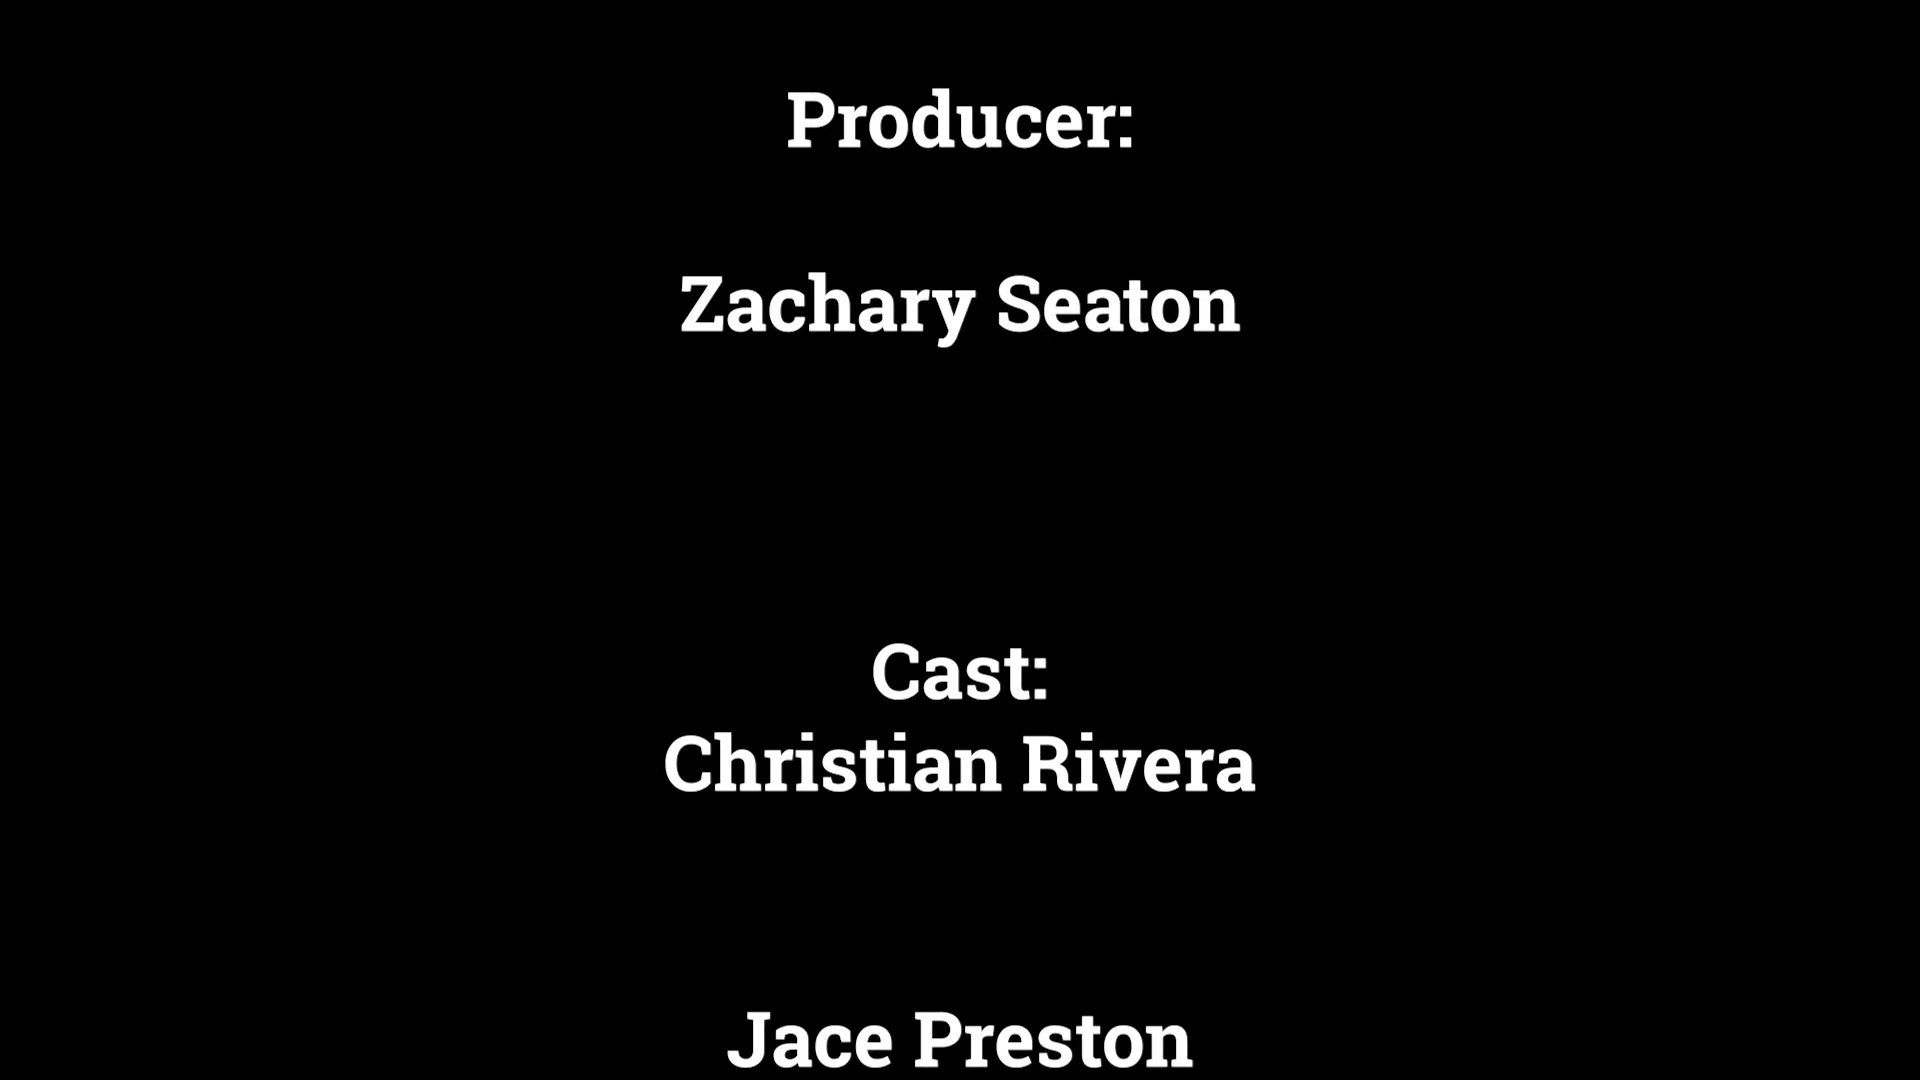 Producer:
Zachary Seaton
Cast:
Christian Rivera
Jace Preston